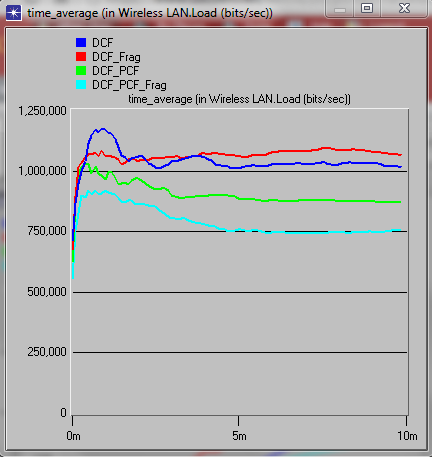 time_average (in Wireless LAN.Load (bits/sec))
DCF
DCF_Frag
DCF_PCF
DCF_PCF_Frag
time_average (in Wireless LAN.Load (bits/sec))
1,250,000
1,000,000
750,000
500,000
250,000
0
0m 5m 10m